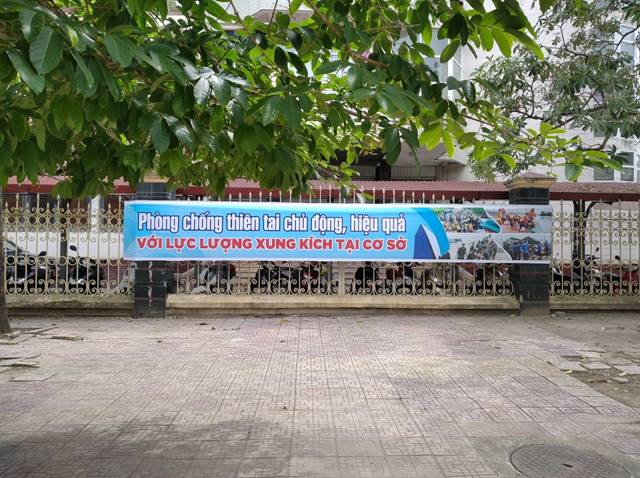 Phòng chống thiên tai chủ động, hiệu quả
VỚI LỰC LƯỢNG XUNG KÍCH TẠI CƠ SỞ